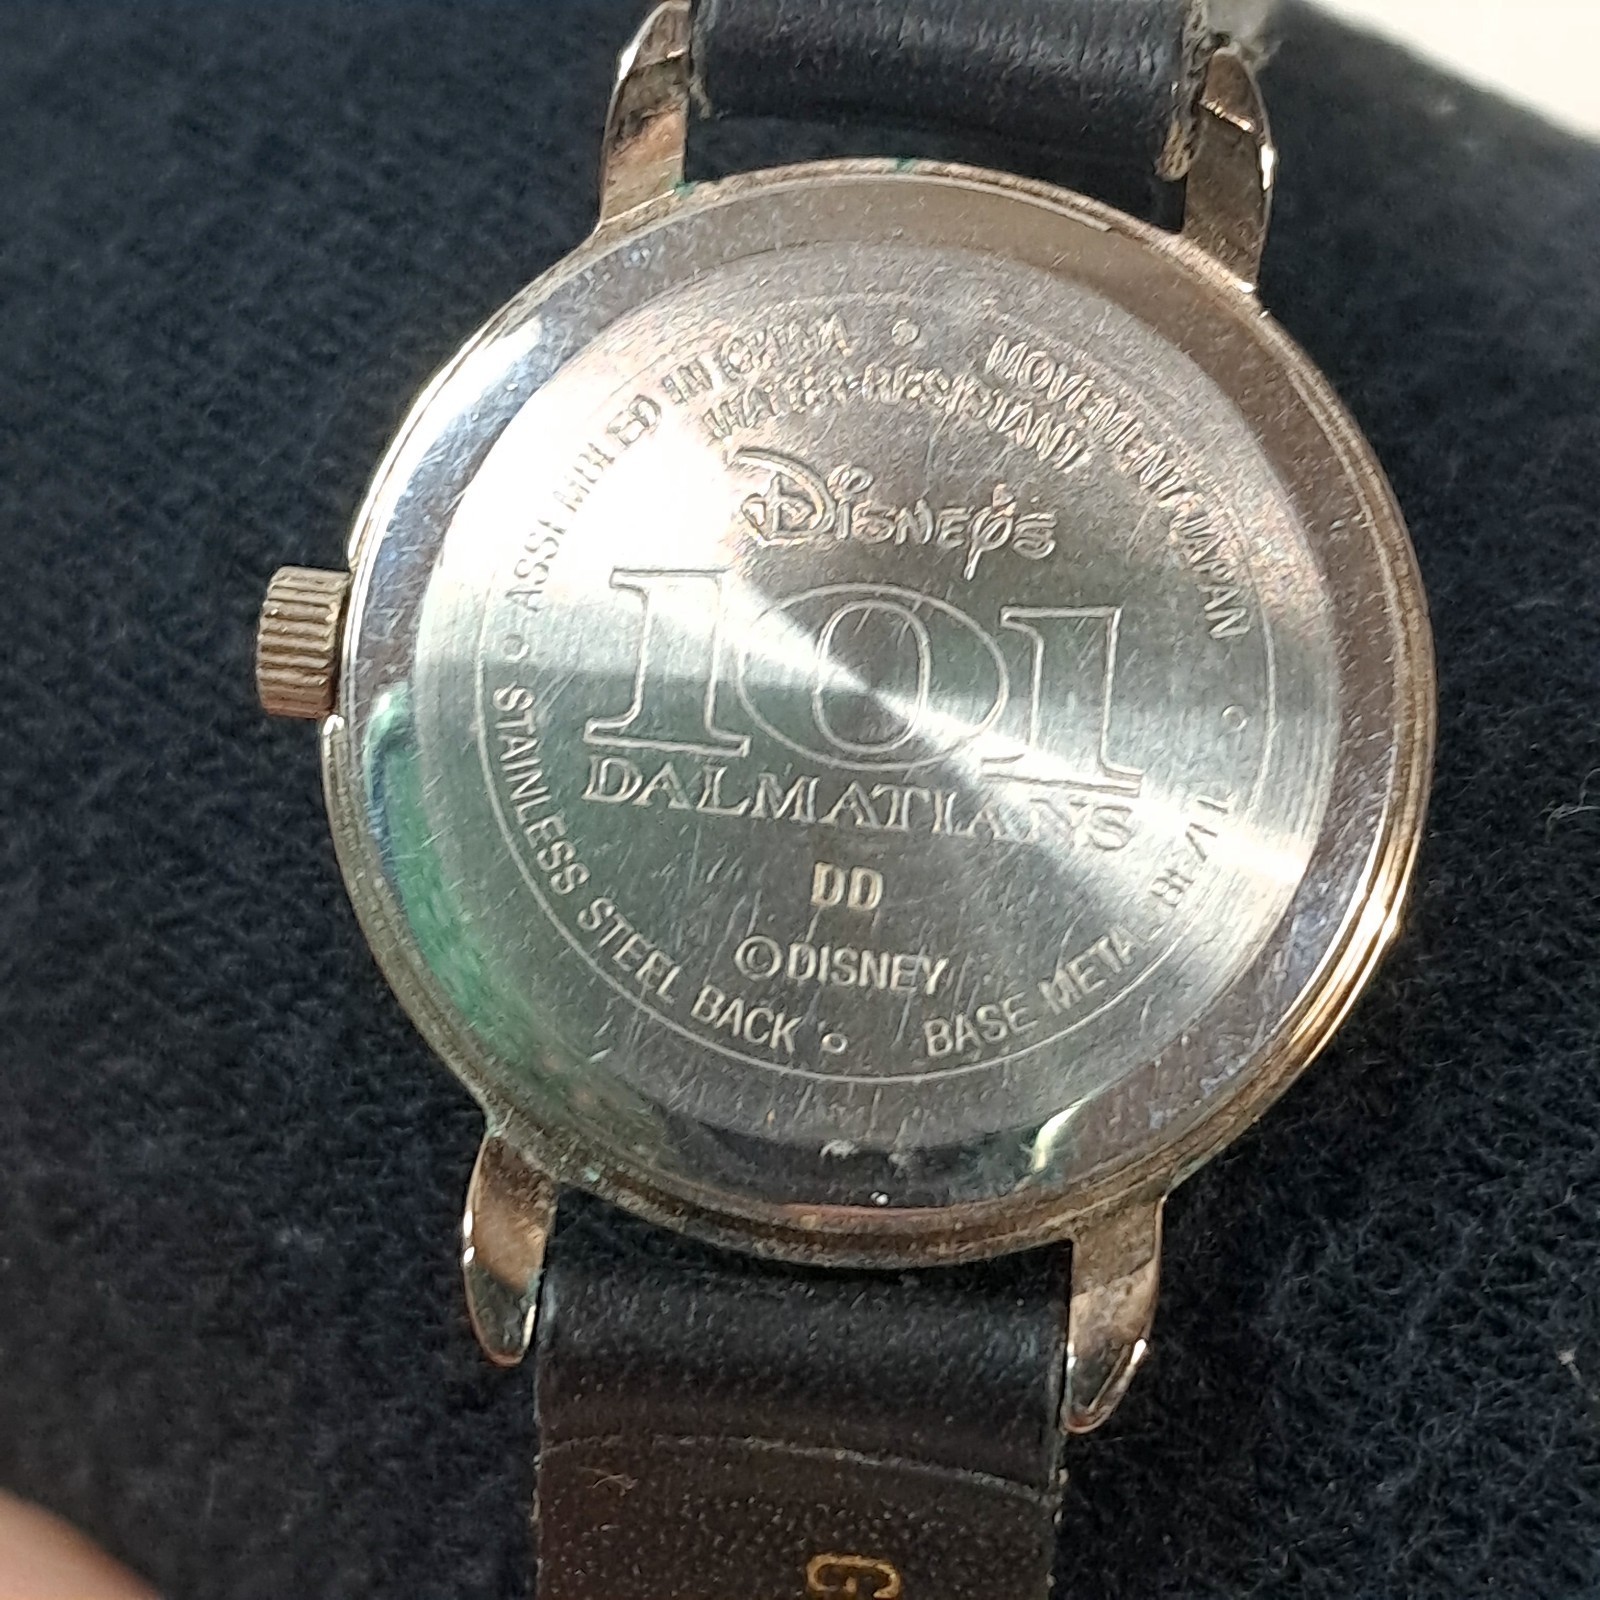 ASSEMBLED IN CHINA • MOVEMENT JAPAN
WATER RESISTANT
DISNEY'S
101
DALMATIANS
DD
©DISNEY
STAINLESS STEEL BACK • BASE METAL BEZEL
G